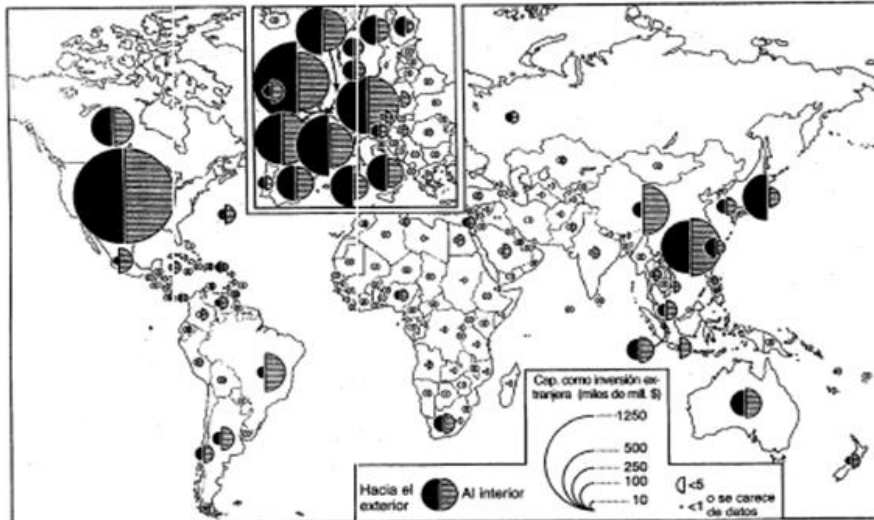 Cap. como inversión ex-
tranjera (miles de mill. $)
1250
500
250
100
10
Hacia el
exterior
Al interior
<5
<1 o se carece
de datos